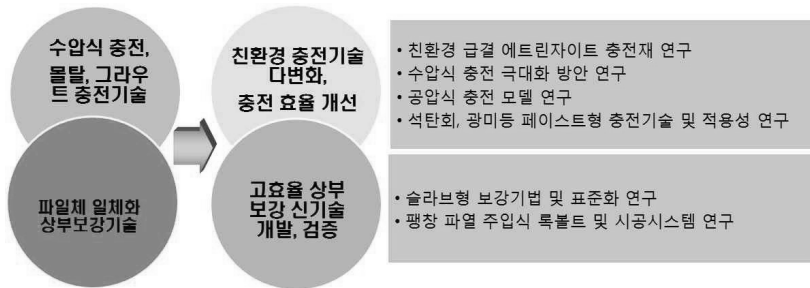 수압식 충전,
몰탈, 그라우
트 충전기술
파일체 일체화
상부보강기술
친환경 충전기술
다변화,
충전 효율 개선
고효율 상부
보강 신기술
개발, 검증
• 친환경 급결 에트린자이트 충전재 연구
• 수압식 충전 극대화 방안 연구
• 공압식 충전 모델 연구
• 석탄회, 광미등 페이스트형 충전기술 및 적용성 연구
• 슬라브형 보강기법 및 표준화 연구
• 팽창 파열 주입식 록볼트 및 시공시스템 연구